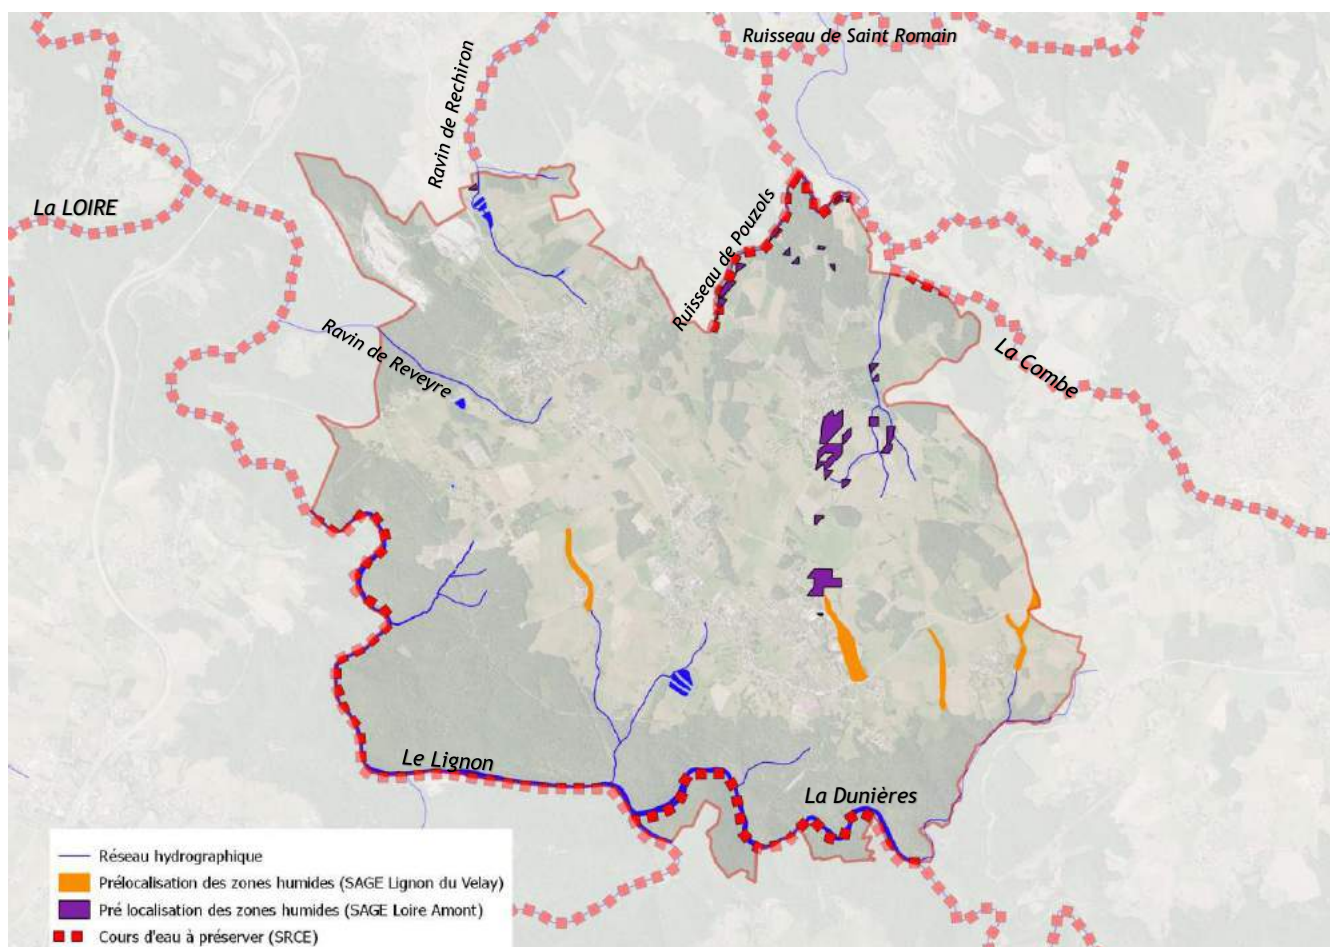 Ruisseau de Saint Romain
Ravin de Rechiron
La LOIRE
Ruisseau de Pouzols
Ravin de Reveyre
La Combe
Le Lignon
La Dunières
Réseau hydrographique
Prélocalisation des zones humides (SAGE Lignon du Velay)
Pré localisation des zones humides (SAGE Loire Amont)
Cours d'eau à préserver (SRCE)